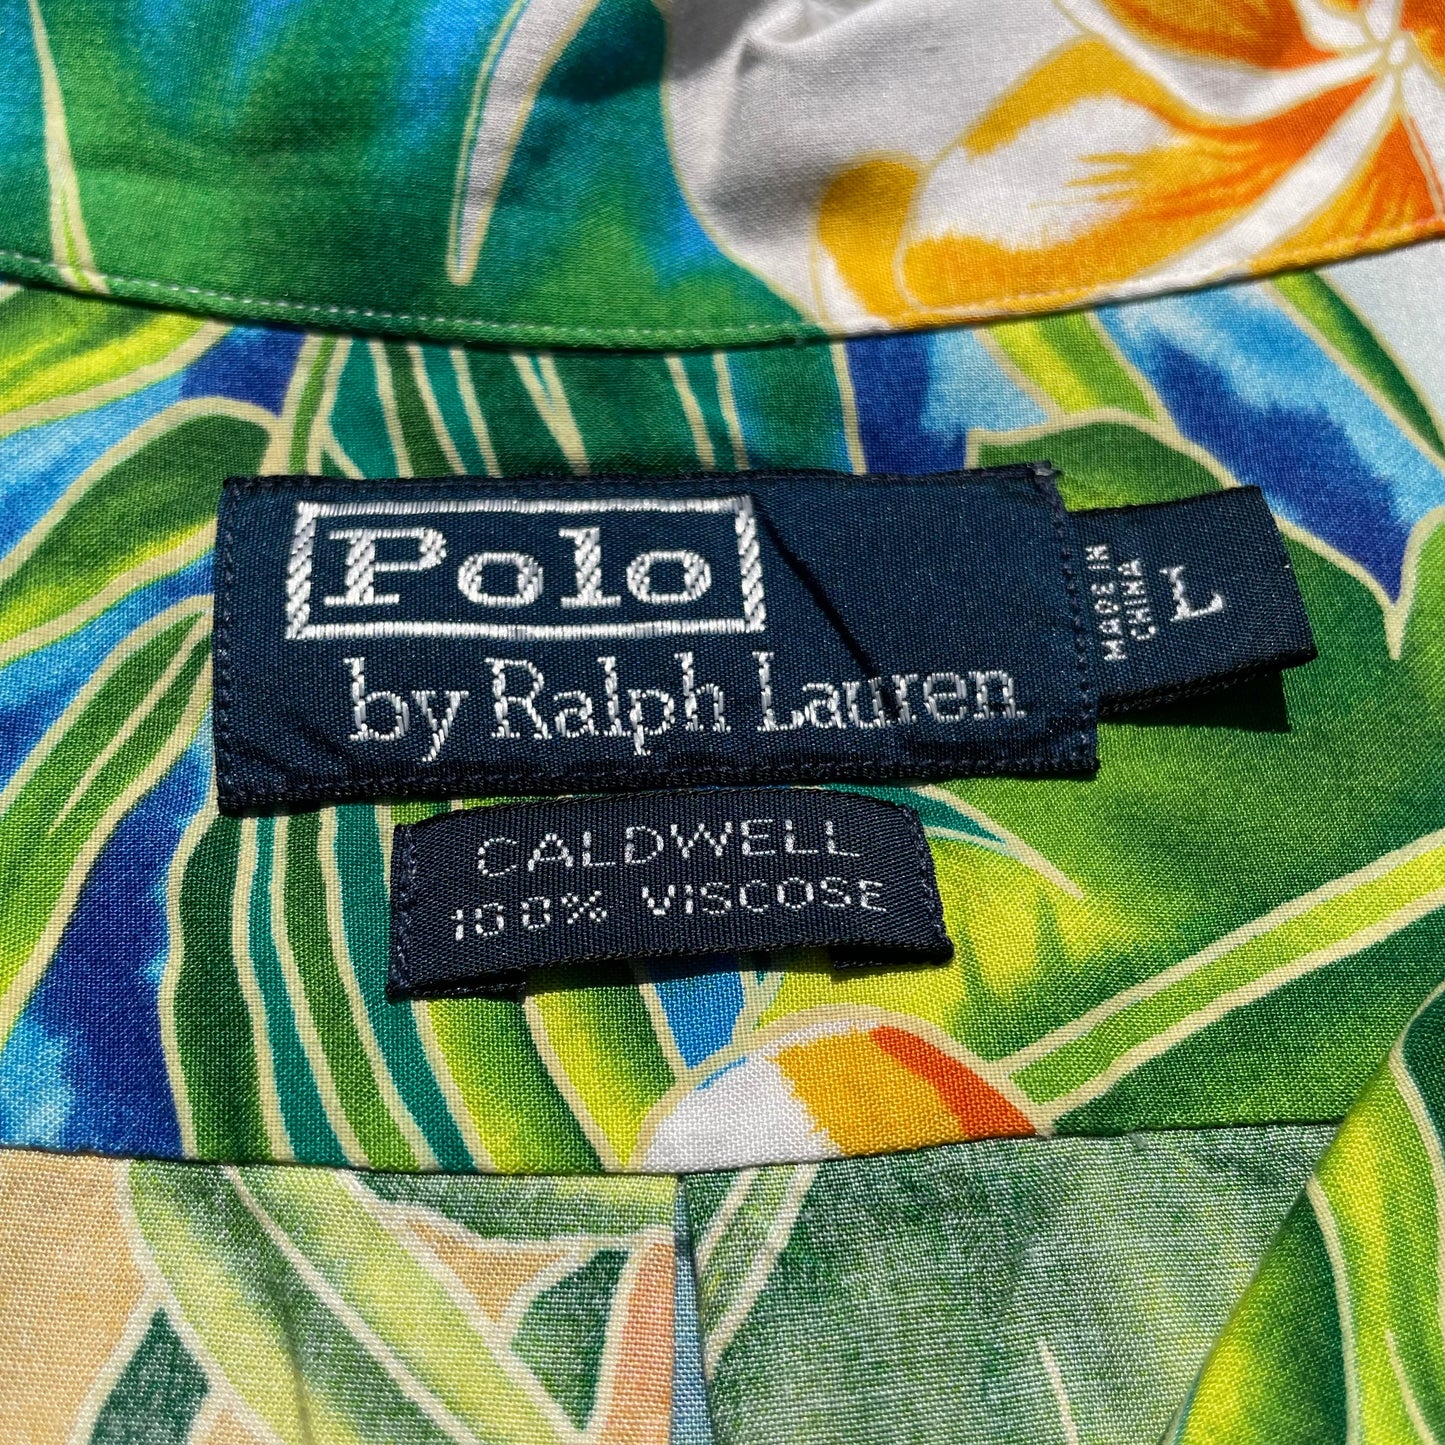 Polo
by Ralph Lauren
MADE IN
CHINA
L
CALDWELL
100% VISCOSE